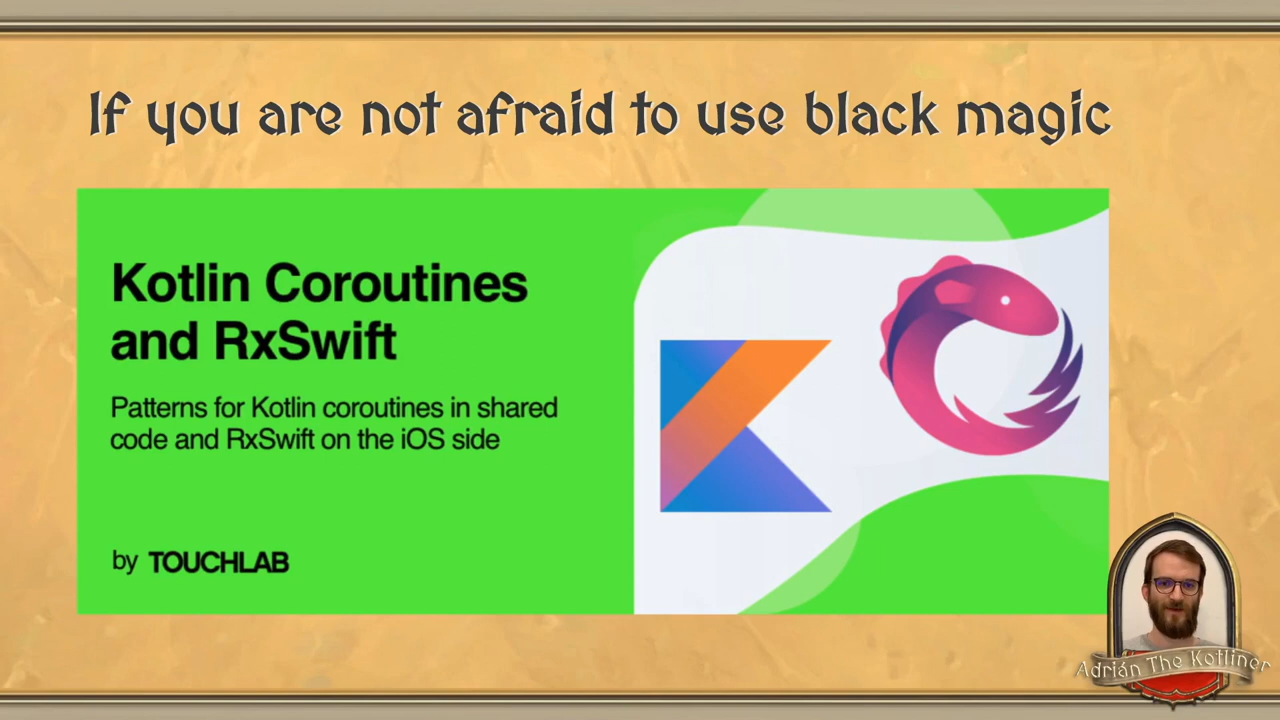 If you are not afraid to use black magic
Kotlin Coroutines
and RxSwift
Patterns for Kotlin coroutines in shared
code and RxSwift on the iOS side
by TOUCHLAB
Adrián The Kotliner